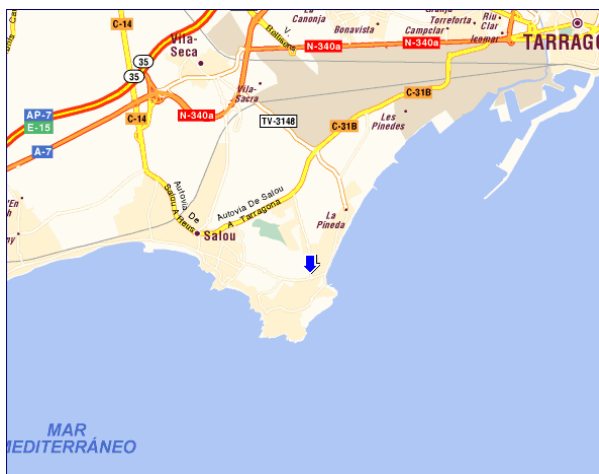 C-14
La
Canonja
Bonavista
Torreforta
Campclar
Riu
Clar
Icomar
TARRAGO
Vila-
Seca
V.
N-340a
N-340a
35
35
Vila-
Sacra
C-31B
AP-7
E-15
C-14
N-340a
TV-3148
C-31B
Les
Pinedes
A-7
Autovia De
Salou A Reus
Autovia De Salou
A Tarragona
La
Pineda
Salou
L
MAR
MEDITERRÁNEO